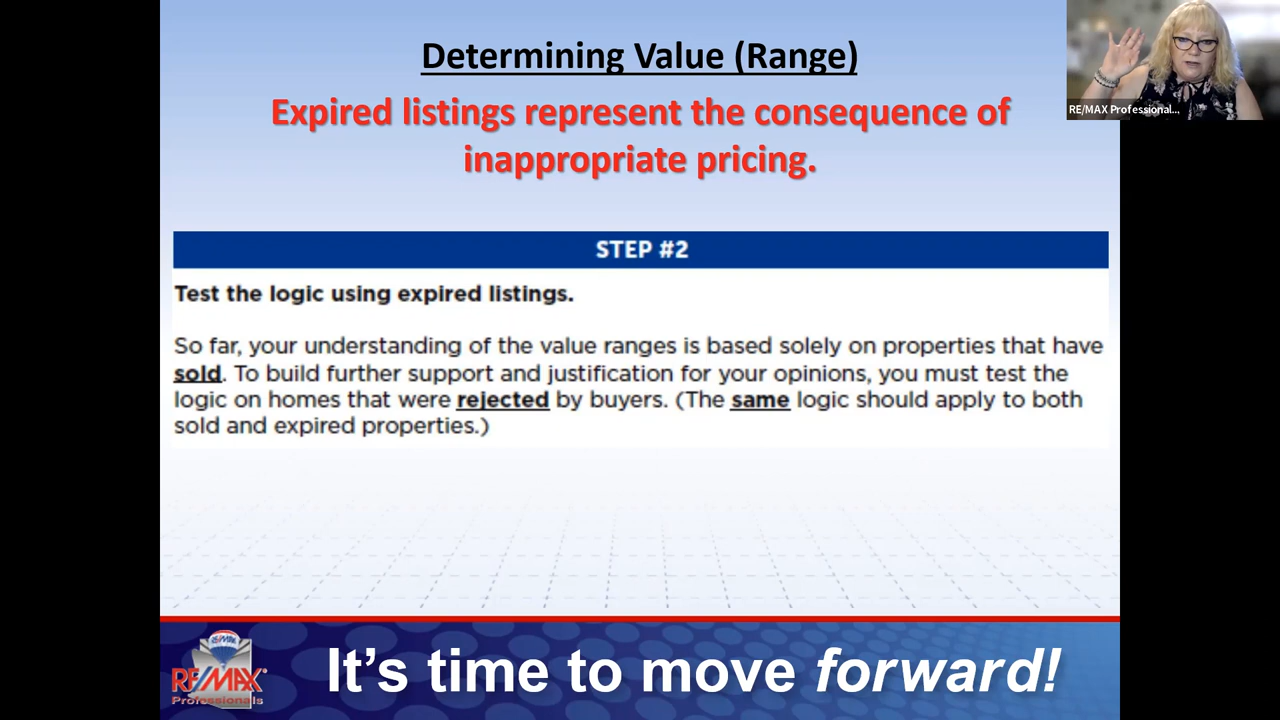 Determining Value (Range)
Expired listings represent the consequence of
inappropriate pricing.
RE/MAX Professional...
STEP #2
Test the logic using expired listings.
So far, your understanding of the value ranges is based solely on properties that have
sold. To build further support and justification for your opinions, you must test the
logic on homes that were rejected by buyers. (The same logic should apply to both
sold and expired properties.)
RE/MAX
RE/MAX®
Professionals
It's time to move forward!